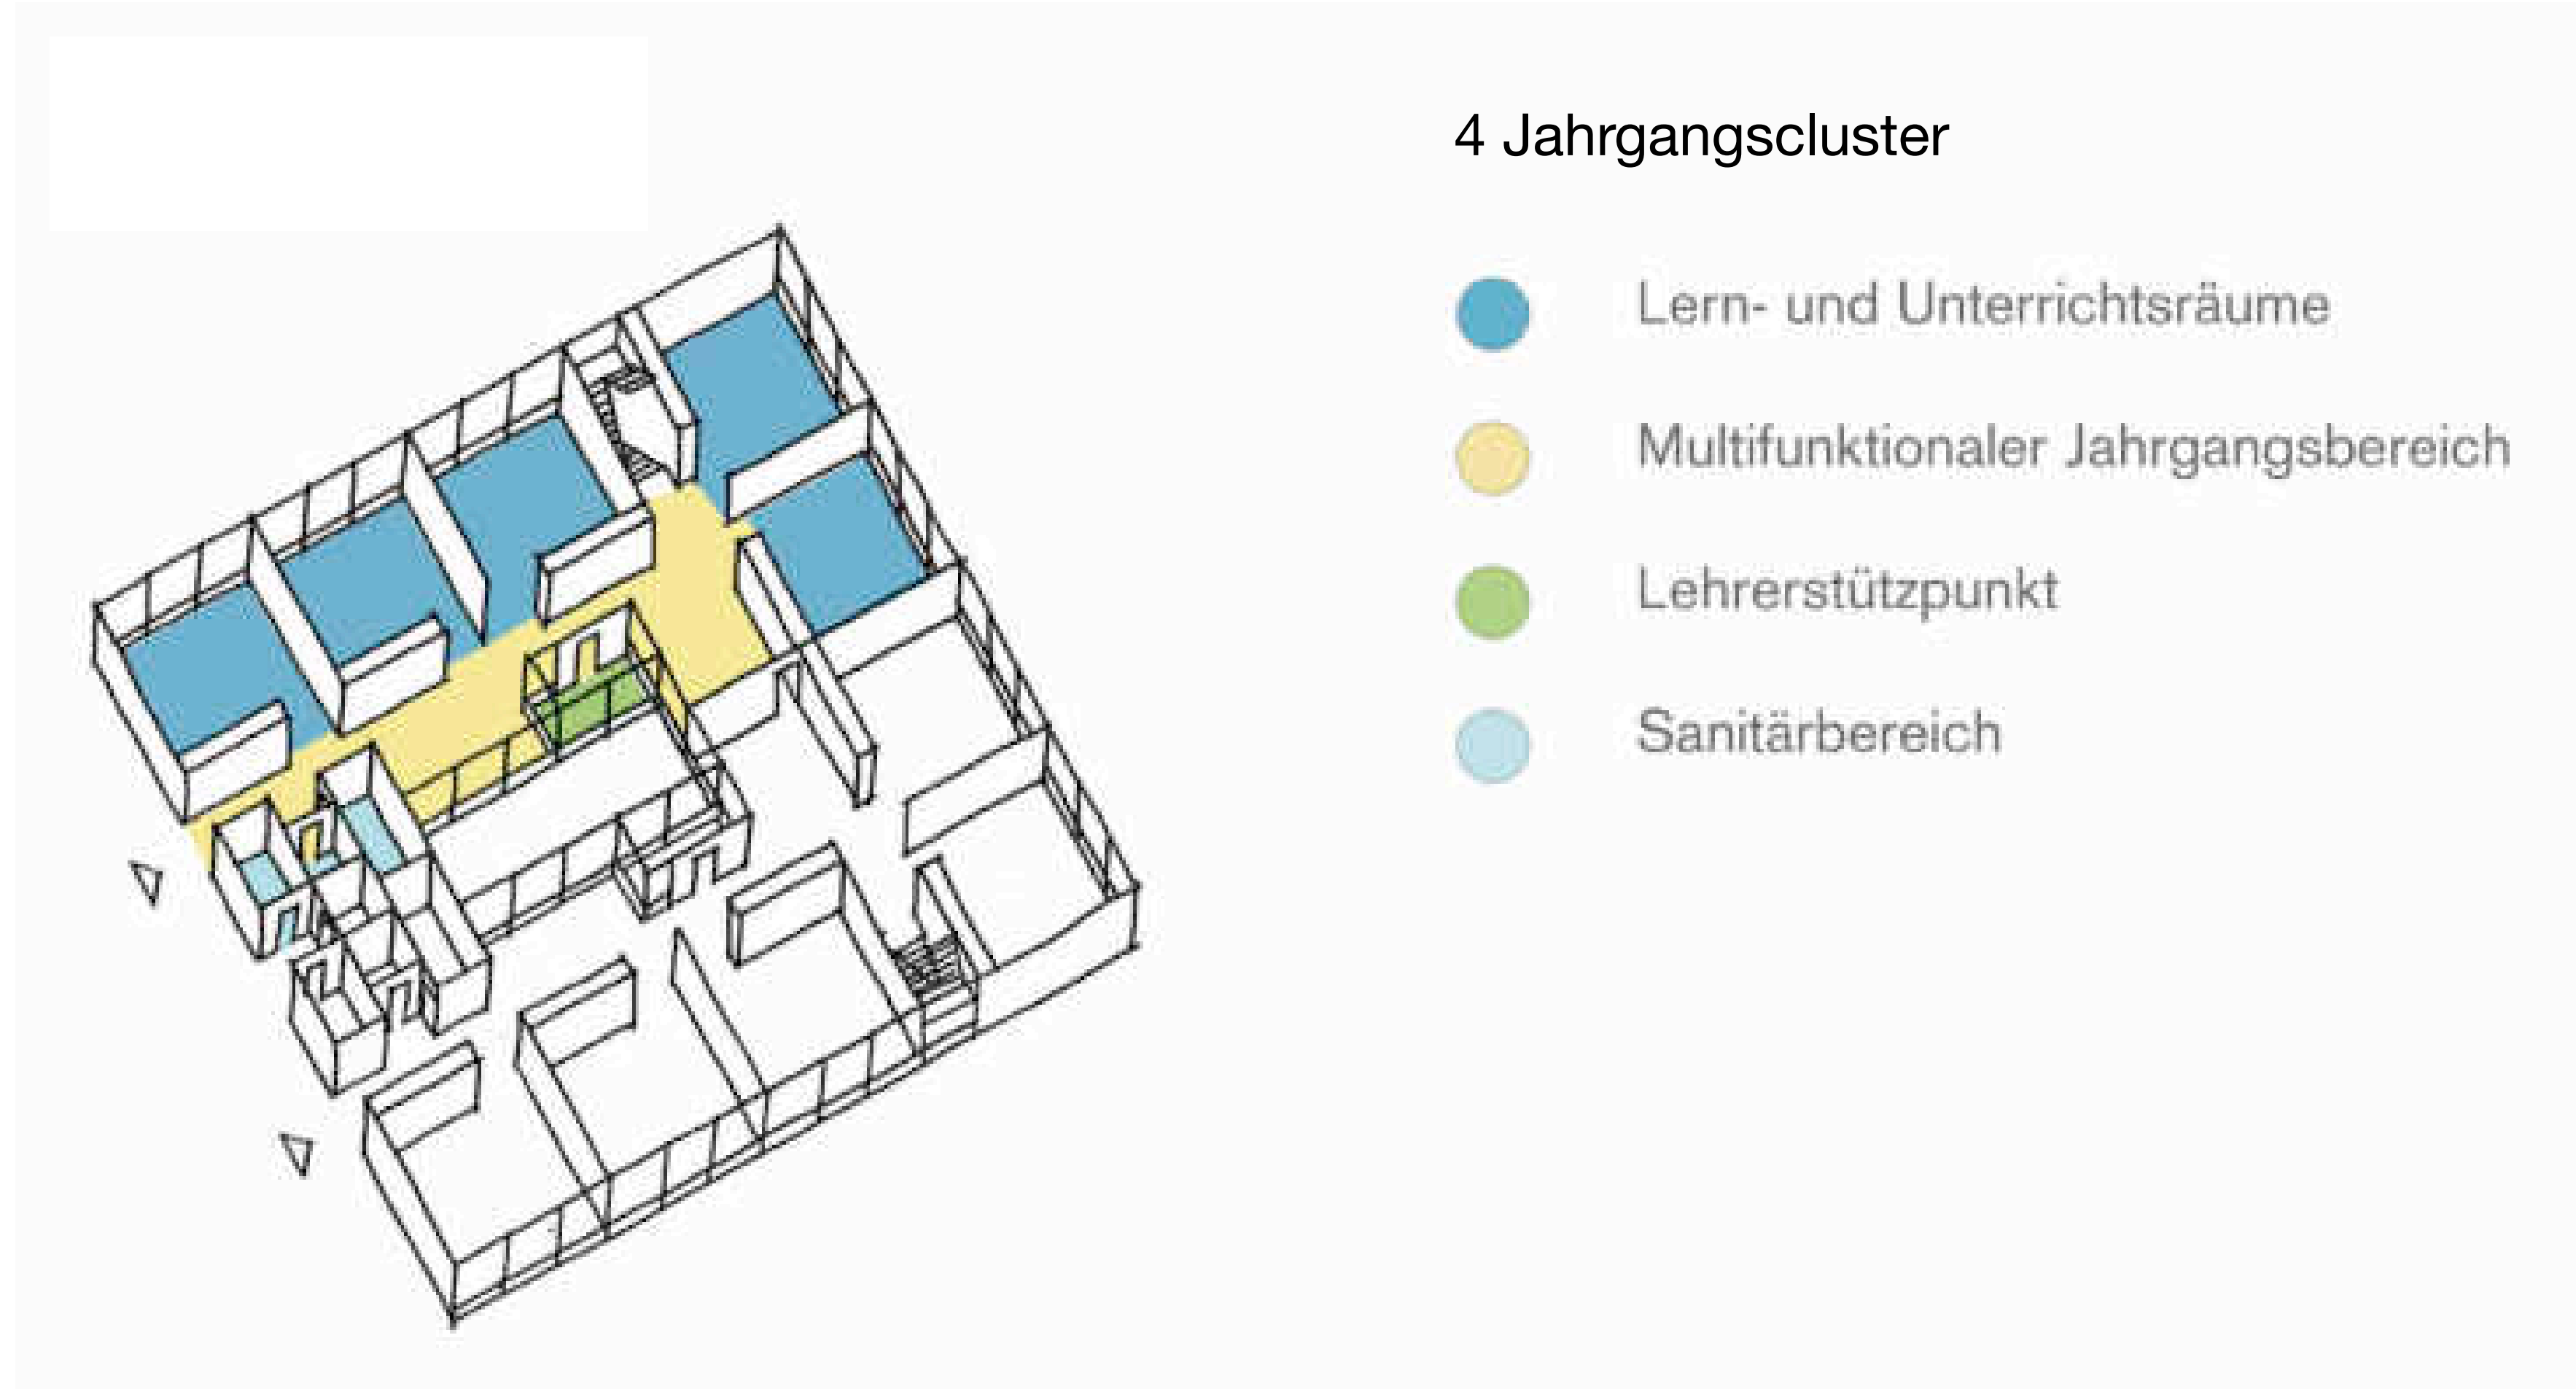 4 Jahrgangscluster
Lern- und Unterrichtsräume
Multifunktionaler Jahrgangsbereich
Lehrerstützpunkt
Sanitärbereich